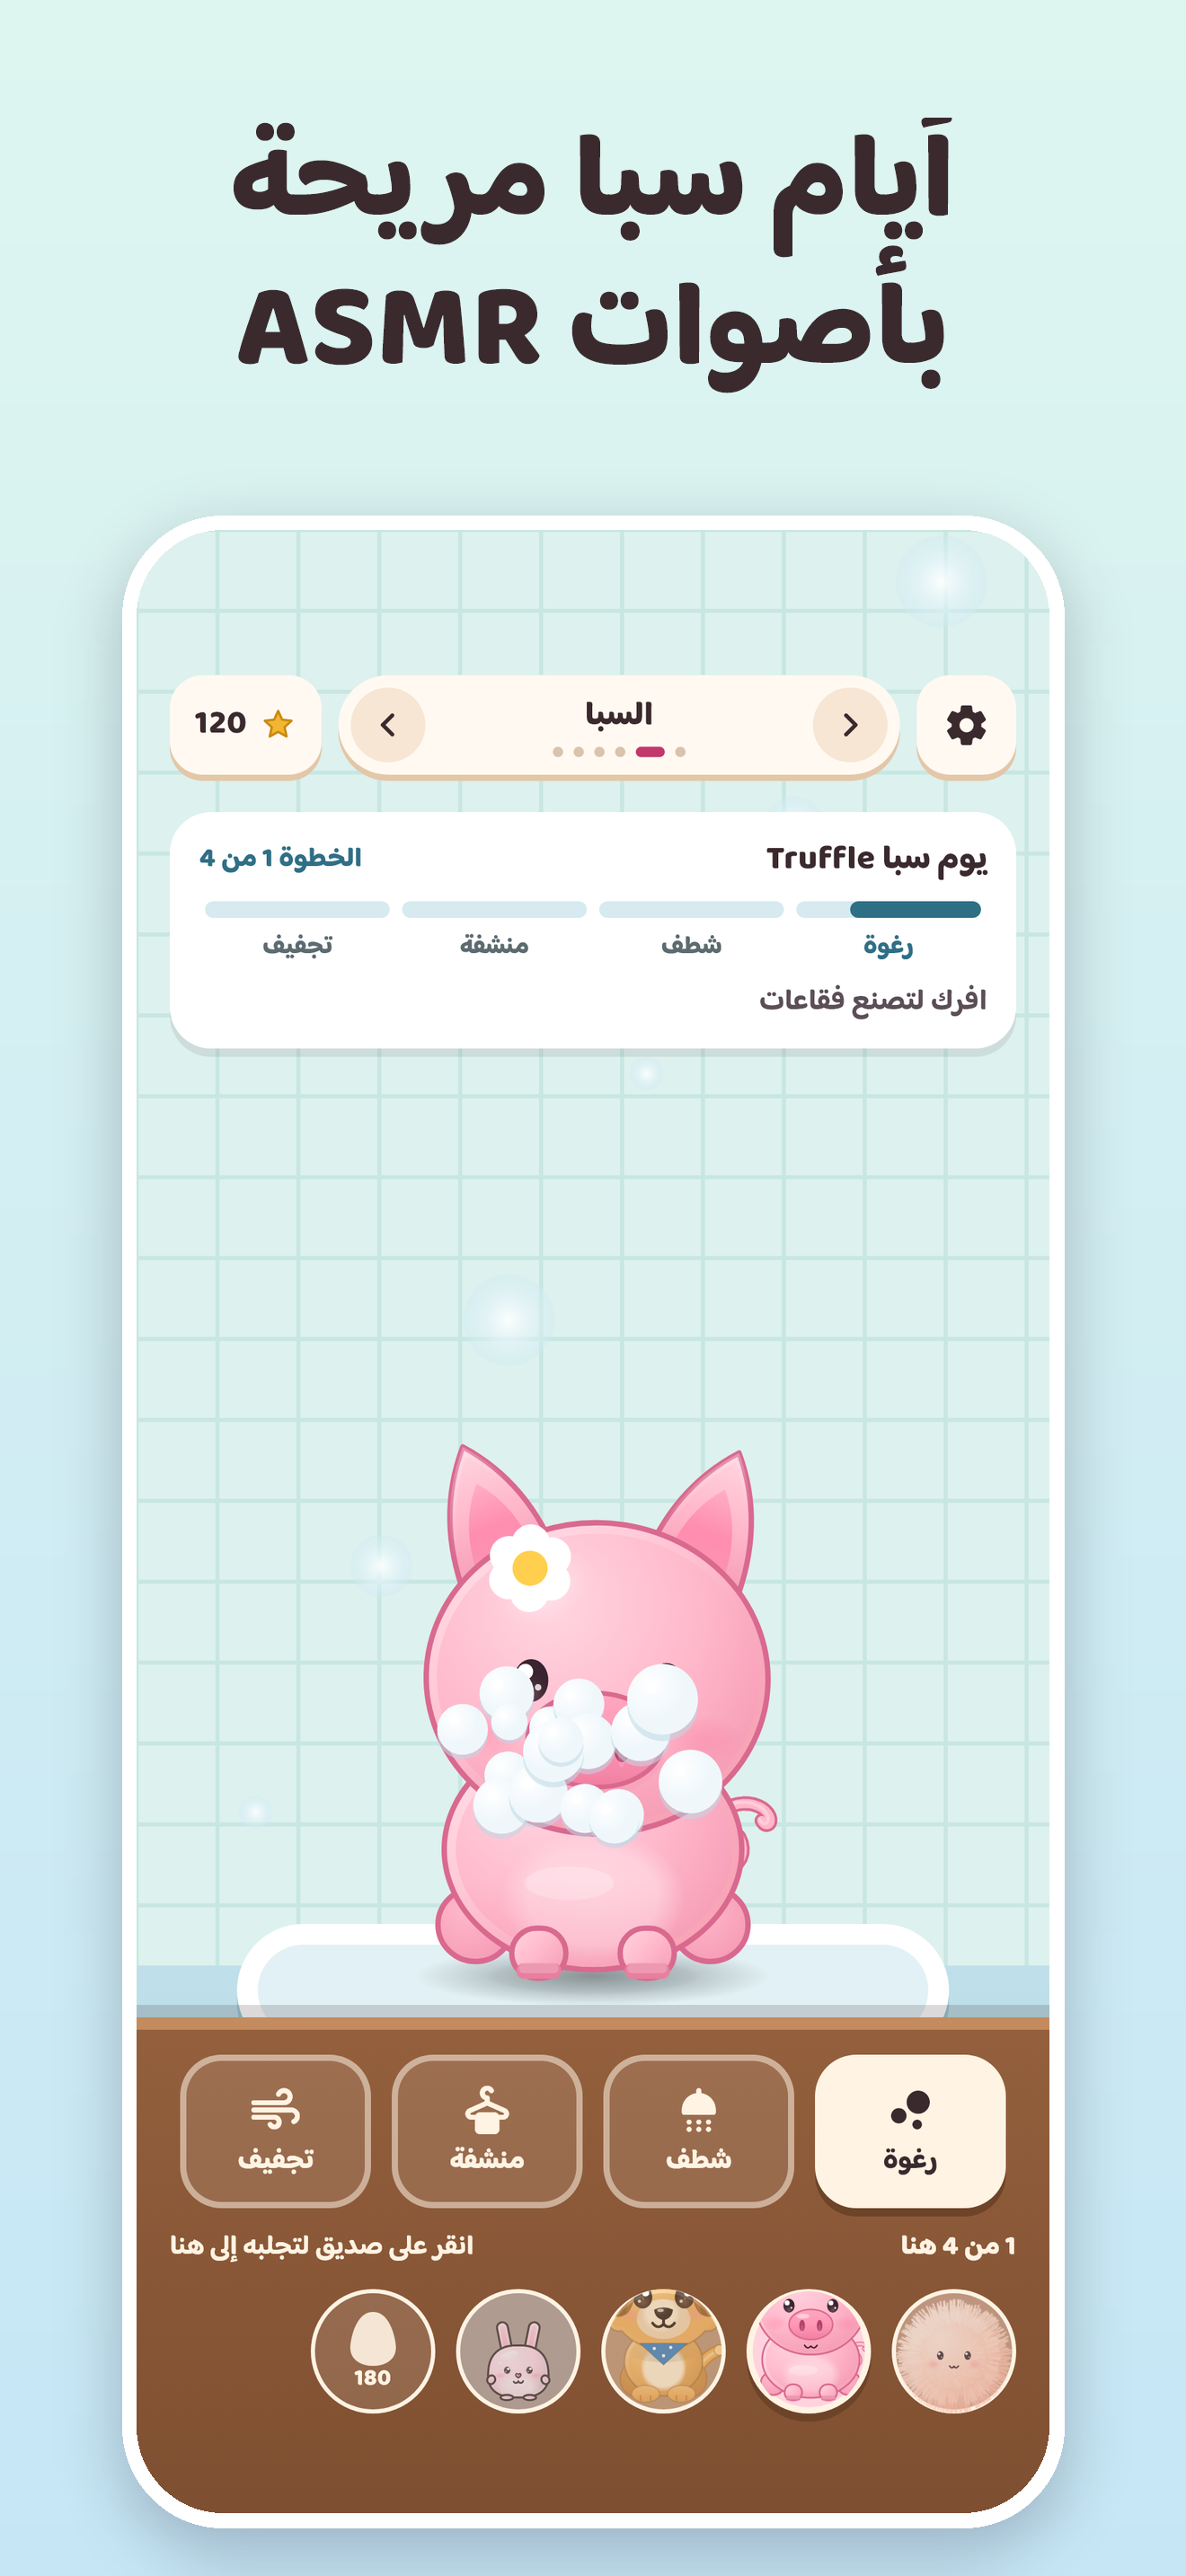 أيام سبا مريحة
بأصوات ASMR
السبا
120
يوم سبا Truffle
الخطوة 1 من 4
رغوة
شطف
منشفة
تجفيف
افرك لتصنع فقاعات
رغوة
شطف
منشفة
تجفيف
1 من 4 هنا
انقر على صديق لتجلبه إلى هنا
180